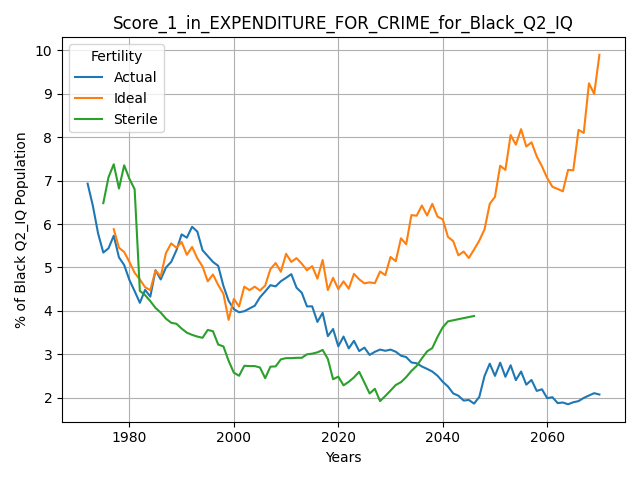 Score_1_in_EXPENDITURE_FOR_CRIME_for_Black_Q2_IQ
Fertility
Actual
Ideal
Sterile
% of Black Q2_IQ Population
10
9
8
7
6
5
4
3
2
1980
2000
2020
2040
2060
Years